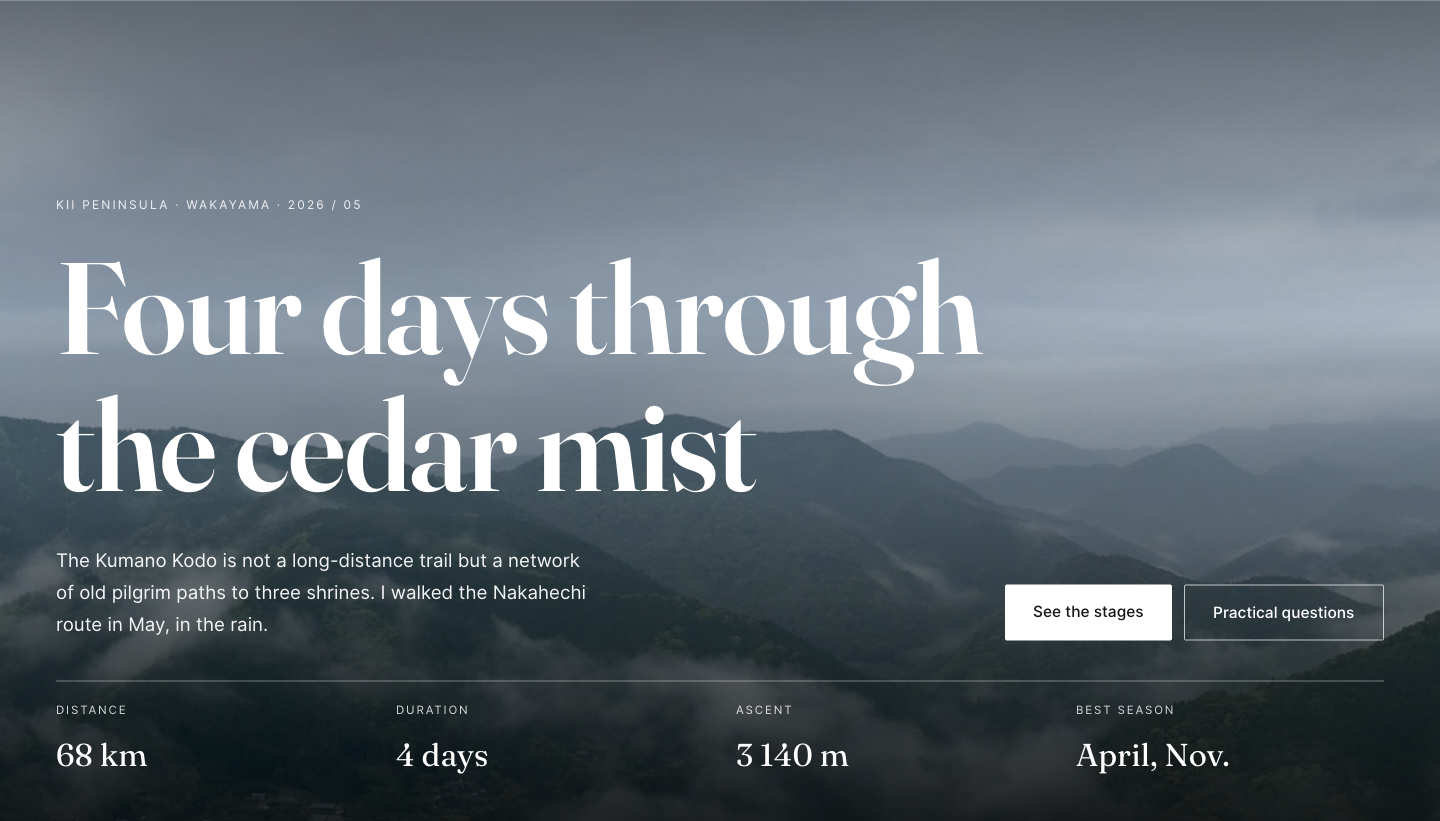 KII PENINSULA · WAKAYAMA · 2026 / 05
Four days through
the cedar mist
The Kumano Kodo is not a long-distance trail but a network
of old pilgrim paths to three shrines. I walked the Nakahechi
route in May, in the rain.
See the stages
Practical questions
DISTANCE
68 km
DURATION
4 days
ASCENT
3 140 m
BEST SEASON
April, Nov.